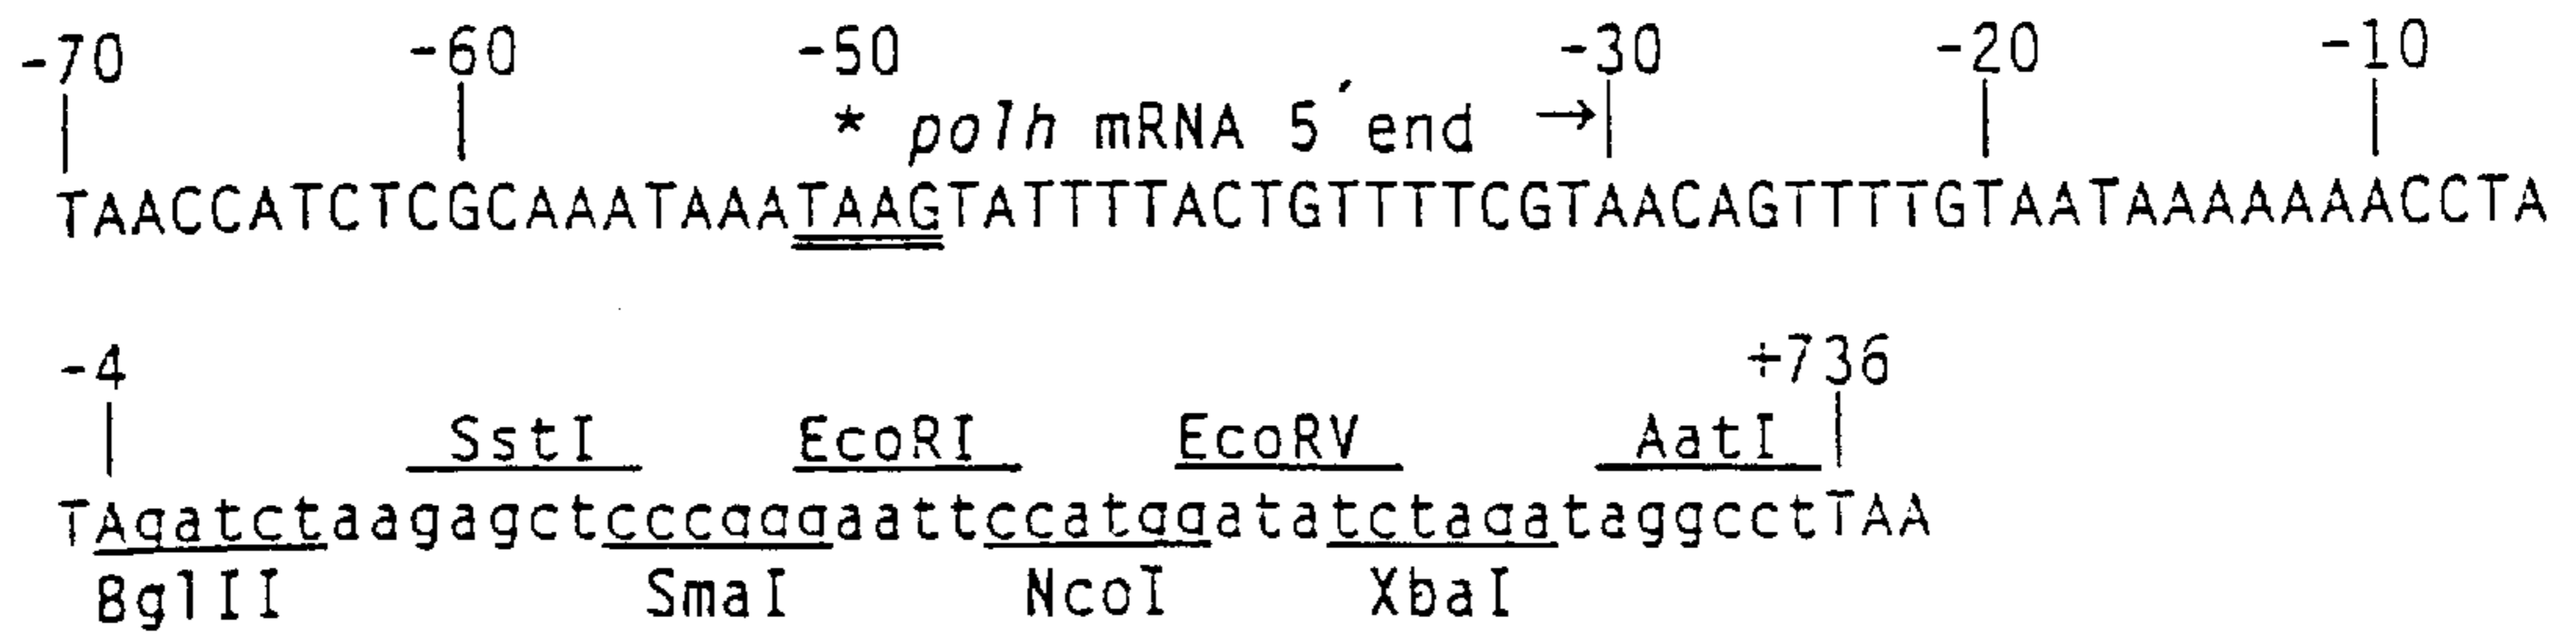 -70 -60 -50 -30 -20 -10
* polh mRNA 5´end →
TAACCATCTCGCAAATAAATAAGTATTTTACTGTTTTCGTAACAGTTTTGTAATAAAAAAACCTA
-4 +736
SstI EcoRI EcoRV AatI
TAgatctaagagctcccgggaattccatggatatctagataggcctTAA
BglII SmaI NcoI XbaI